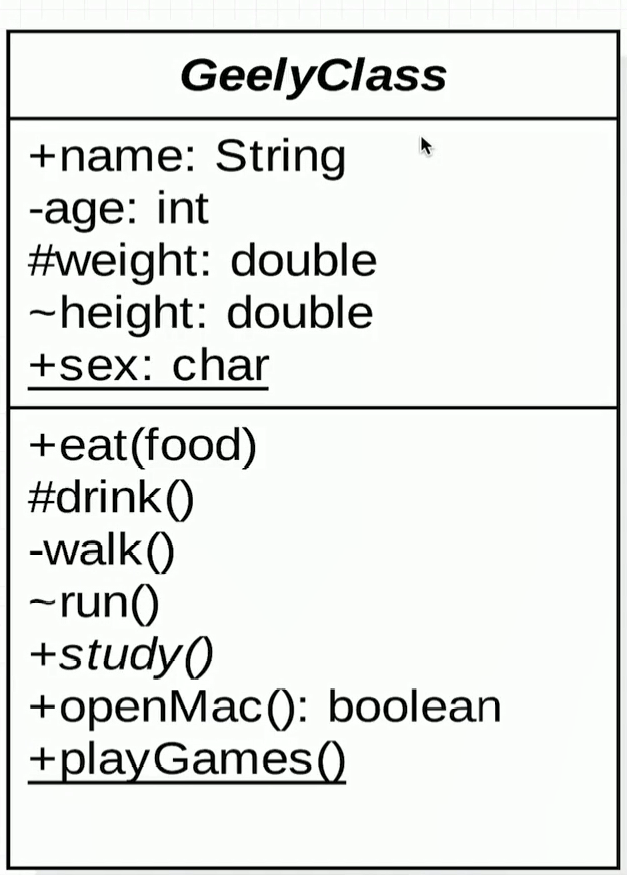 GeelyClass
+name: String
-age: int
#weight: double
~height: double
+sex: char
+eat(food)
#drink()
-walk()
~run()
+study()
+openMac(): boolean
+playGames()